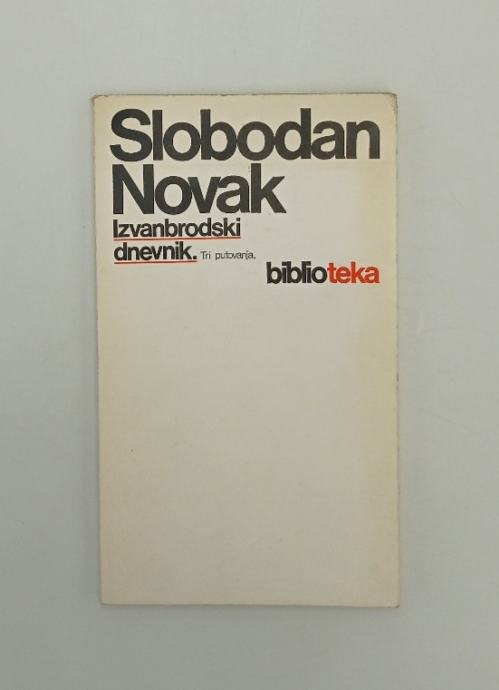 Slobodan
Novak
Izvanbrodski
dnevnik. Tri putovanja.
biblioteka